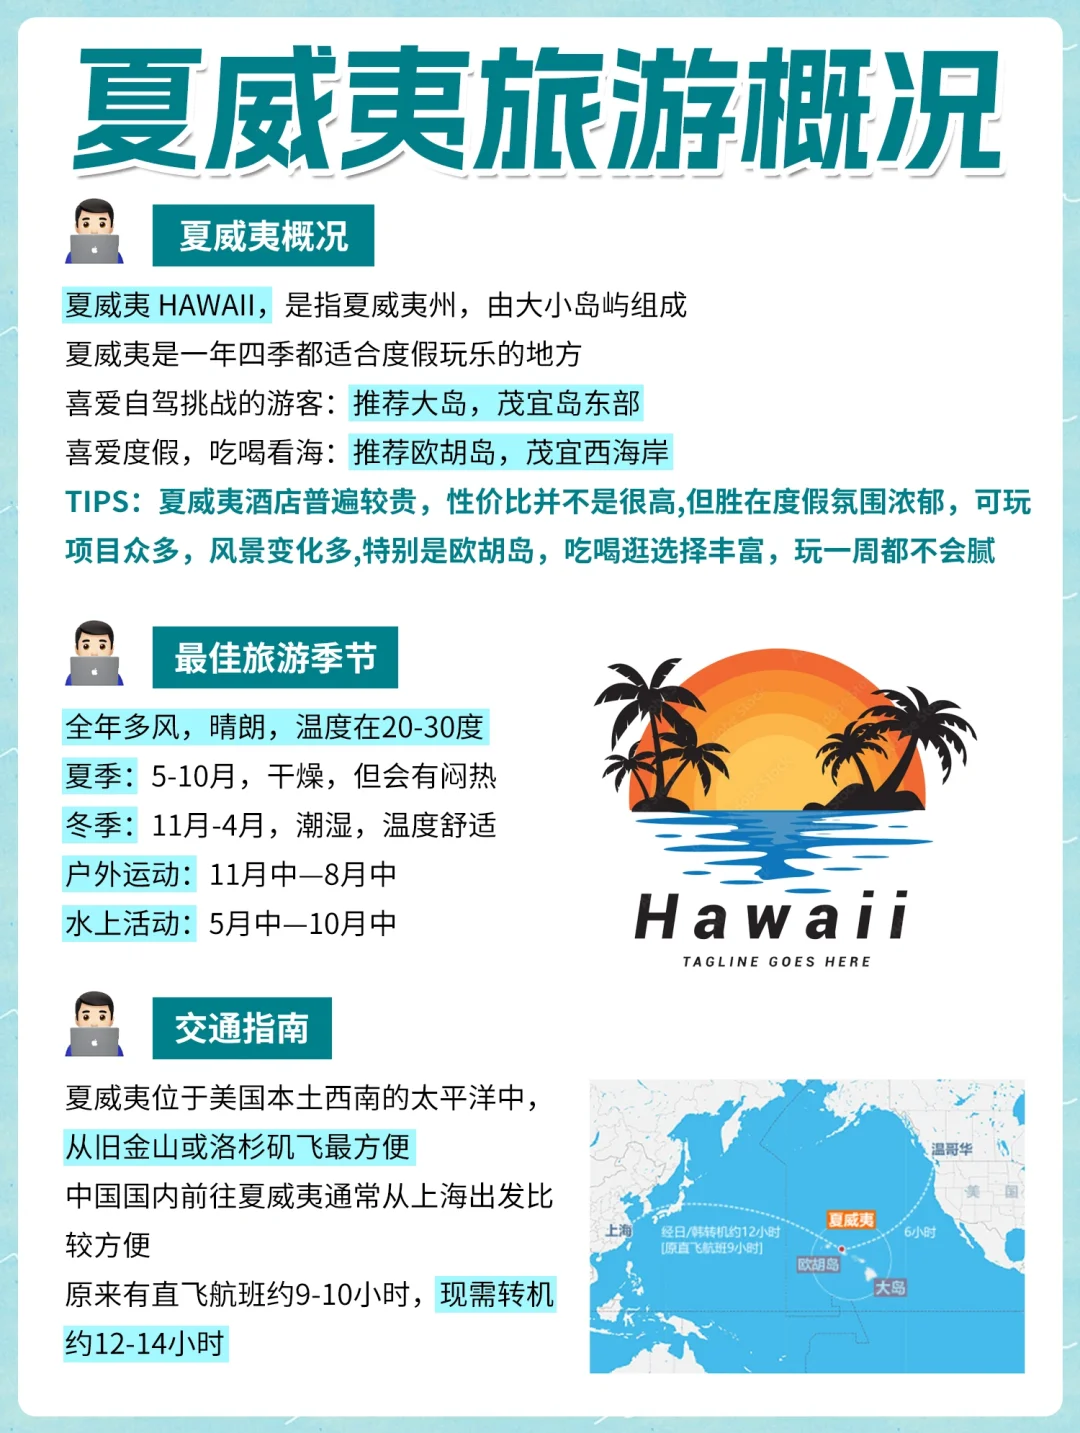 夏威夷旅游概况
夏威夷概况
夏威夷 HAWAII，是指夏威夷州，由大小岛屿组成
夏威夷是一年四季都适合度假玩乐的地方
喜爱自驾挑战的游客：推荐大岛，茂宜岛东部
喜爱度假，吃喝看海：推荐欧胡岛，茂宜西海岸
TIPS：夏威夷酒店普遍较贵，性价比并不是很高,但胜在度假氛围浓郁，可玩
项目众多，风景变化多,特别是欧胡岛，吃喝逛选择丰富，玩一周都不会腻
最佳旅游季节
全年多风，晴朗，温度在20-30度
夏季：5-10月，干燥，但会有闷热
冬季：11月-4月，潮湿，温度舒适
户外运动：11月中—8月中
水上活动：5月中—10月中
Hawaii
TAGLINE GOES HERE
交通指南
夏威夷位于美国本土西南的太平洋中，
从旧金山或洛杉矶飞最方便
中国国内前往夏威夷通常从上海出发比
较方便
原来有直飞航班约9-10小时，现需转机
约12-14小时
温哥华
美 国
夏威夷
上海
经日/韩转机约12小时
[原直飞航班9小时]
6小时
欧胡岛
大岛